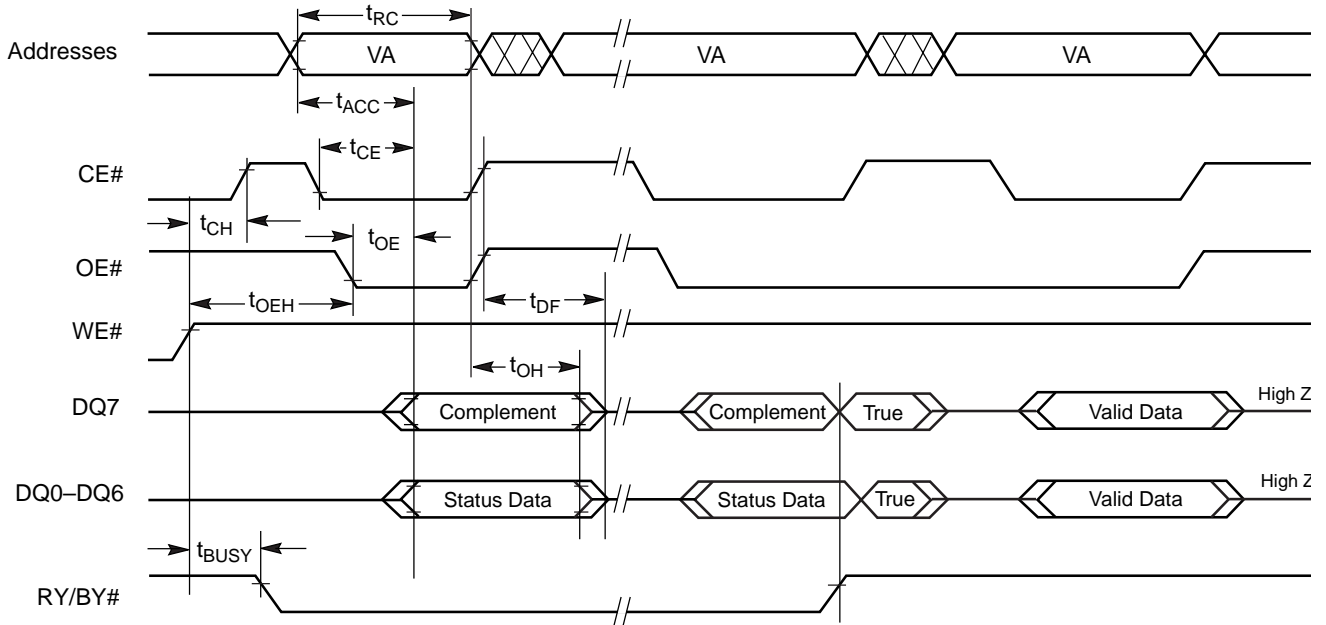 tRC
Addresses VA VA VA
tACC
tCE
CE#
tCH tOE
OE#
tOEH tDF
WE#
tOH
DQ7 Complement Complement True Valid Data High Z
DQ0–DQ6 Status Data Status Data True Valid Data High Z
tBUSY
RY/BY#